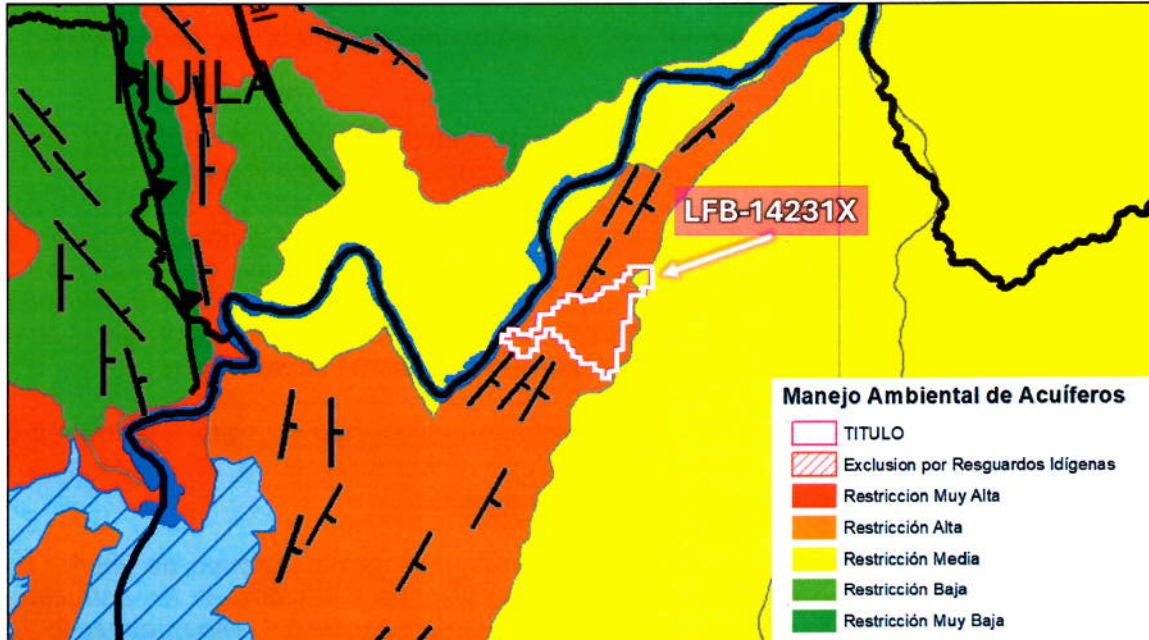 HUILA
LFB-14231X
Manejo Ambiental de Acuíferos
TITULO
Exclusion por Resguardos Idígenas
Restriccion Muy Alta
Restricción Alta
Restricción Media
Restricción Baja
Restricción Muy Baja